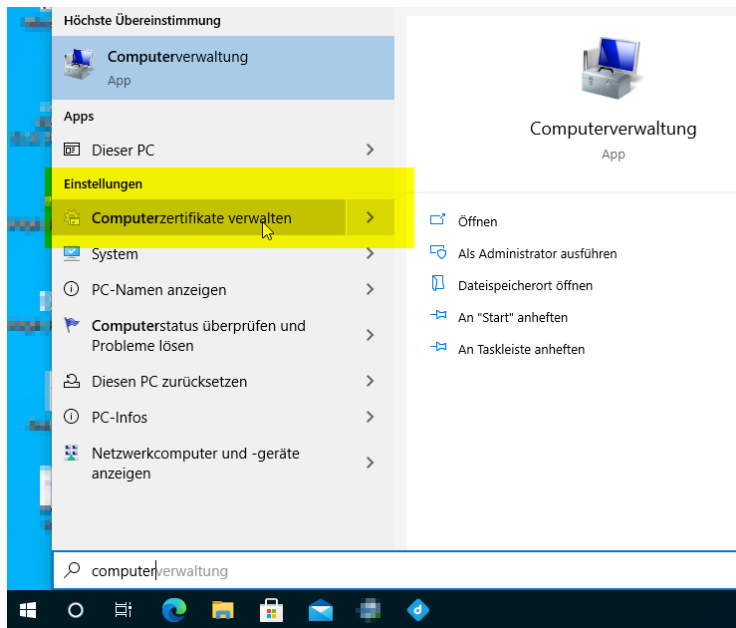 Höchste Übereinstimmung
Computerverwaltung
App
Apps
Dieser PC
Einstellungen
Computerzertifikate verwalten
System
PC-Namen anzeigen
Computerstatus überprüfen und
Probleme lösen
Diesen PC zurücksetzen
PC-Infos
Netzwerkcomputer und -geräte
anzeigen
Computerverwaltung
App
Öffnen
Als Administrator ausführen
Dateispeicherort öffnen
An "Start" anheften
An Taskleiste anheften
computerverwaltung